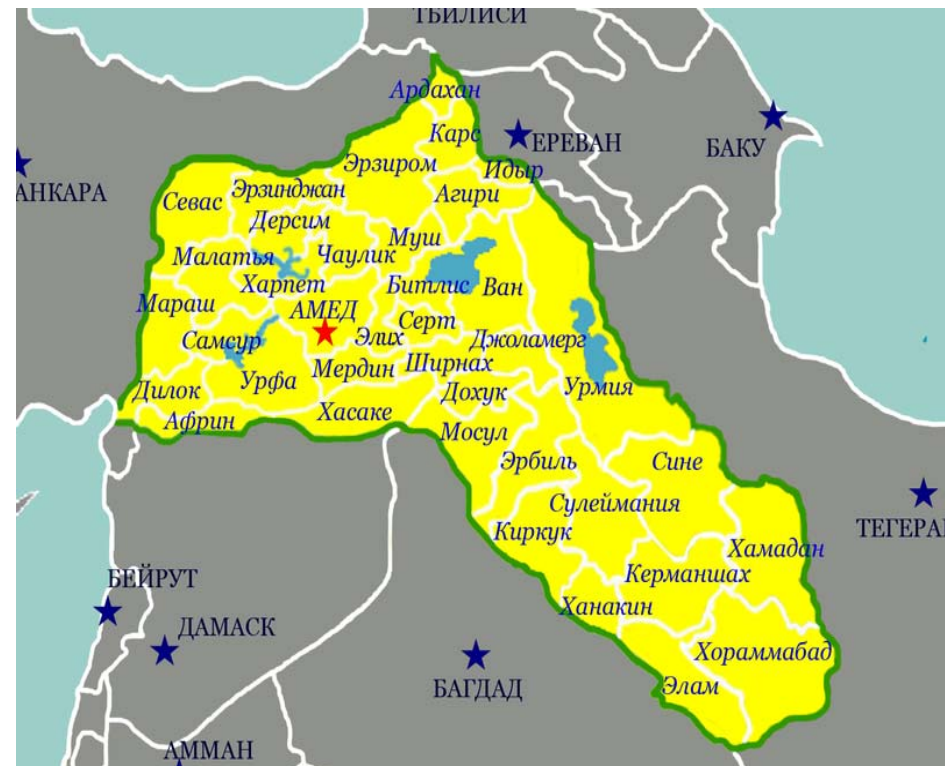 ТБИЛИСИ
Ардахан
Карс
ЕРЕВАН
БАКУ
Эрзиром
Идыр
АНКАРА
Севас
Эрзинджан
Агири
Дерсим
Муш
Малатья
Чаулик
Харпет
Битлис
Ван
Мараш
АМЕД
Серт
Самсур
Элих
Джоламерг
Мердин
Ширнах
Дилок
Урфа
Дохук
Урмия
Африн
Хасаке
Мосул
Эрбиль
Сине
Сулеймания
Киркук
ТЕГЕРАН
Хамадан
Керманшах
БЕЙРУТ
Ханакин
ДАМАСК
Хораммабад
БАГДАД
Элам
АММАН